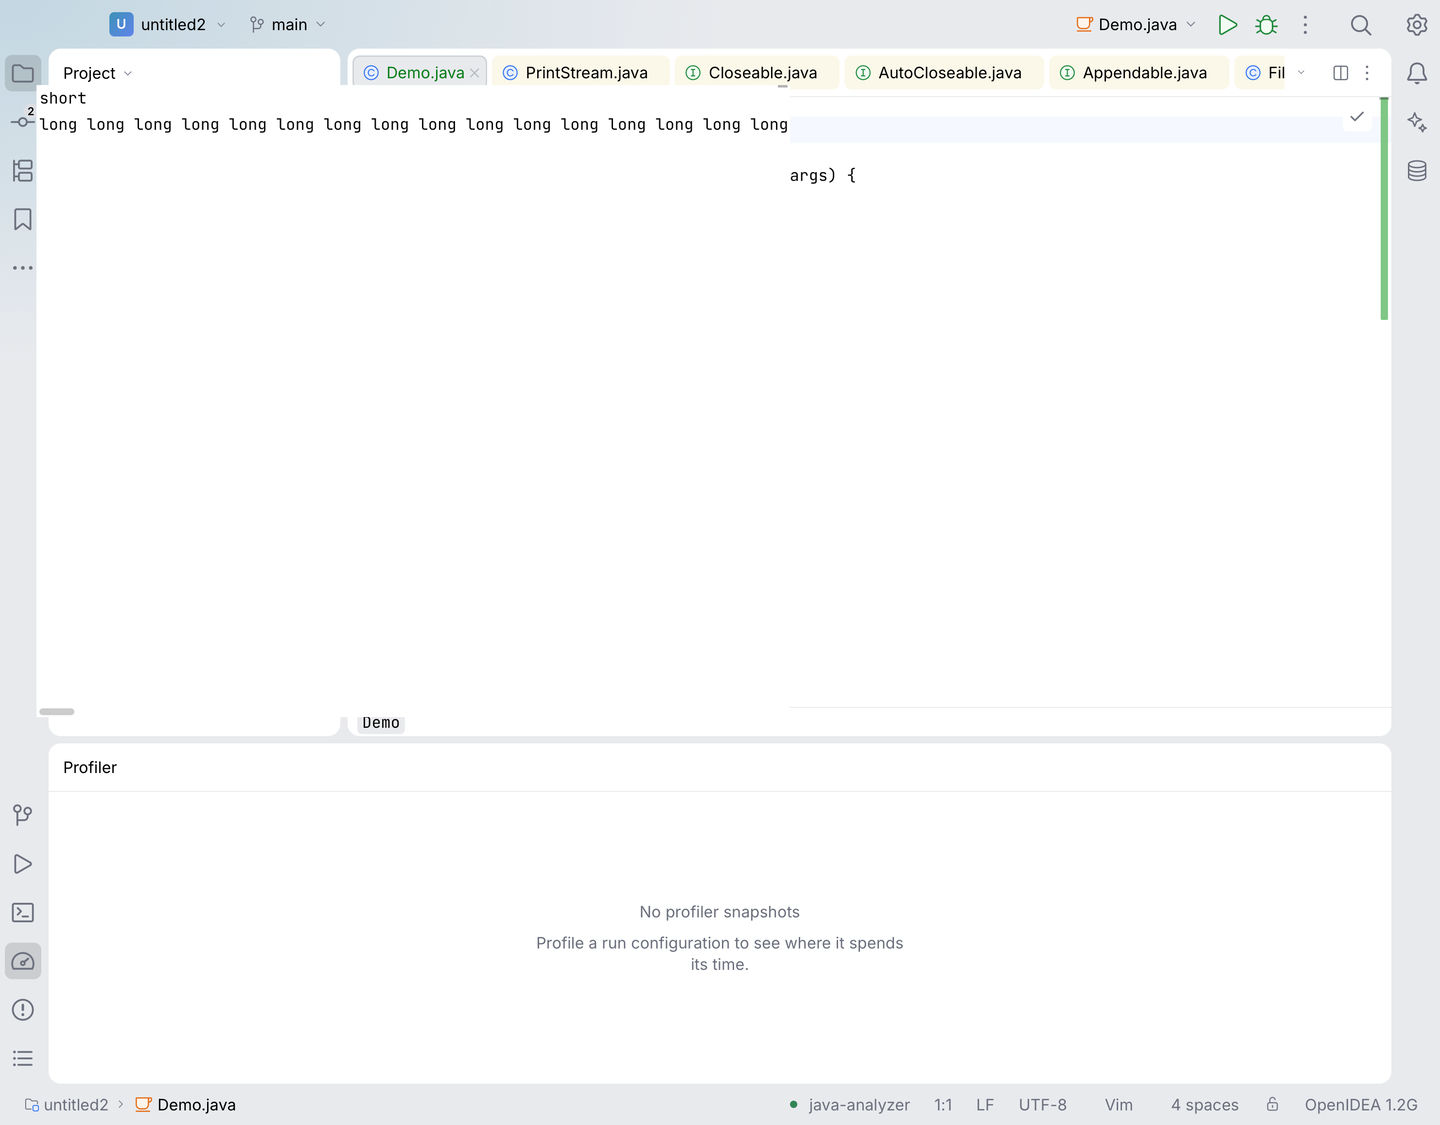 U untitled2 main Demo.java
Project Demo.java PrintStream.java Closeable.java AutoCloseable.java Appendable.java Fil
short
2
long long long long long long long long long long long long long long long long
args) {
Demo
Profiler
No profiler snapshots
Profile a run configuration to see where it spends
its time.
untitled2 Demo.java java-analyzer 1:1 LF UTF-8 Vim 4 spaces OpenIDEA 1.2G